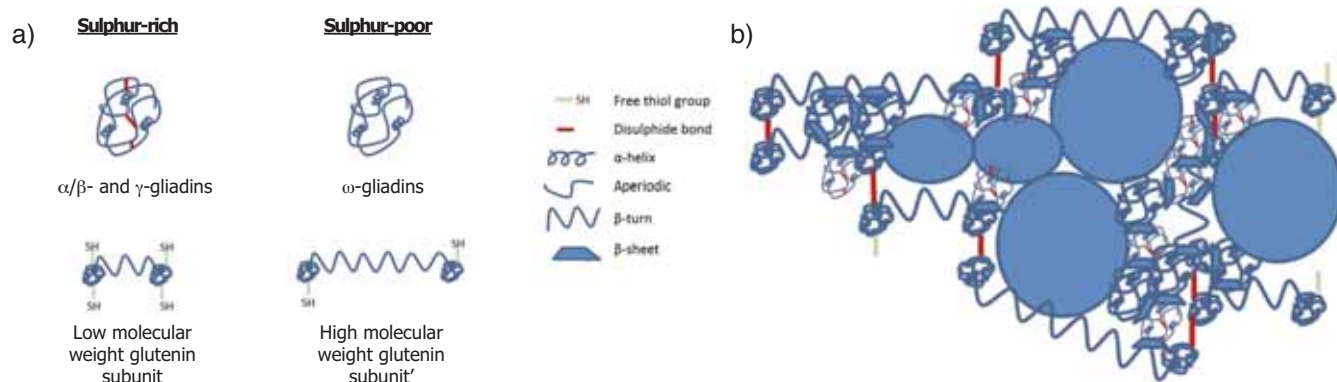 a)
Sulphur-rich
Sulphur-poor
b)
α/β- and γ-gliadins
ω-gliadins
SH
Free thiol group
Disulphide bond
α-helix
Aperiodic
β-turn
β-sheet
SH
SH
SH
SH
SH
SH
Low molecular
weight glutenin
subunit
High molecular
weight glutenin
subunit’